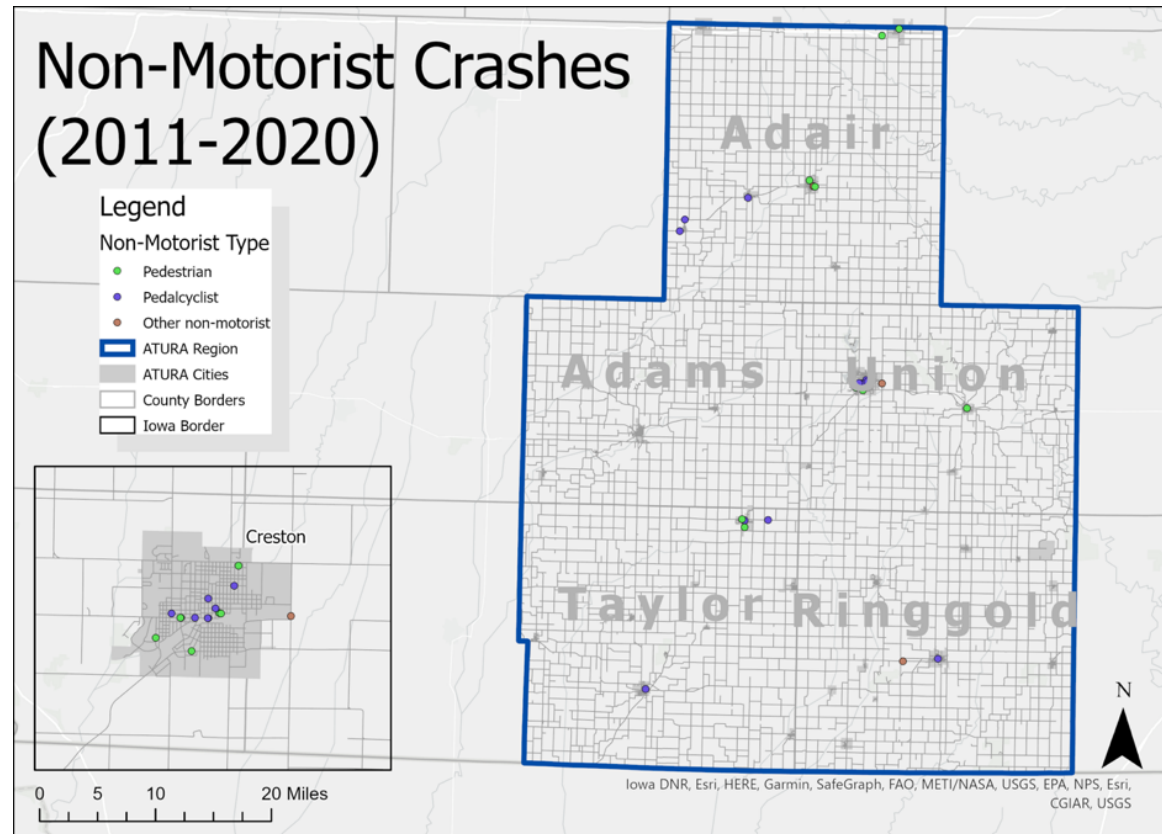 Non-Motorist Crashes
(2011-2020)
Legend
Non-Motorist Type
Pedestrian
Pedalcyclist
Other non-motorist
ATURA Region
ATURA Cities
County Borders
Iowa Border
Adair
Adams
Union
Taylor
Ringgold
Creston
0 5 10 20 Miles
N
Iowa DNR, Esri, HERE, Garmin, SafeGraph, FAO, METI/NASA, USGS, EPA, NPS, Esri,
CGIAR, USGS